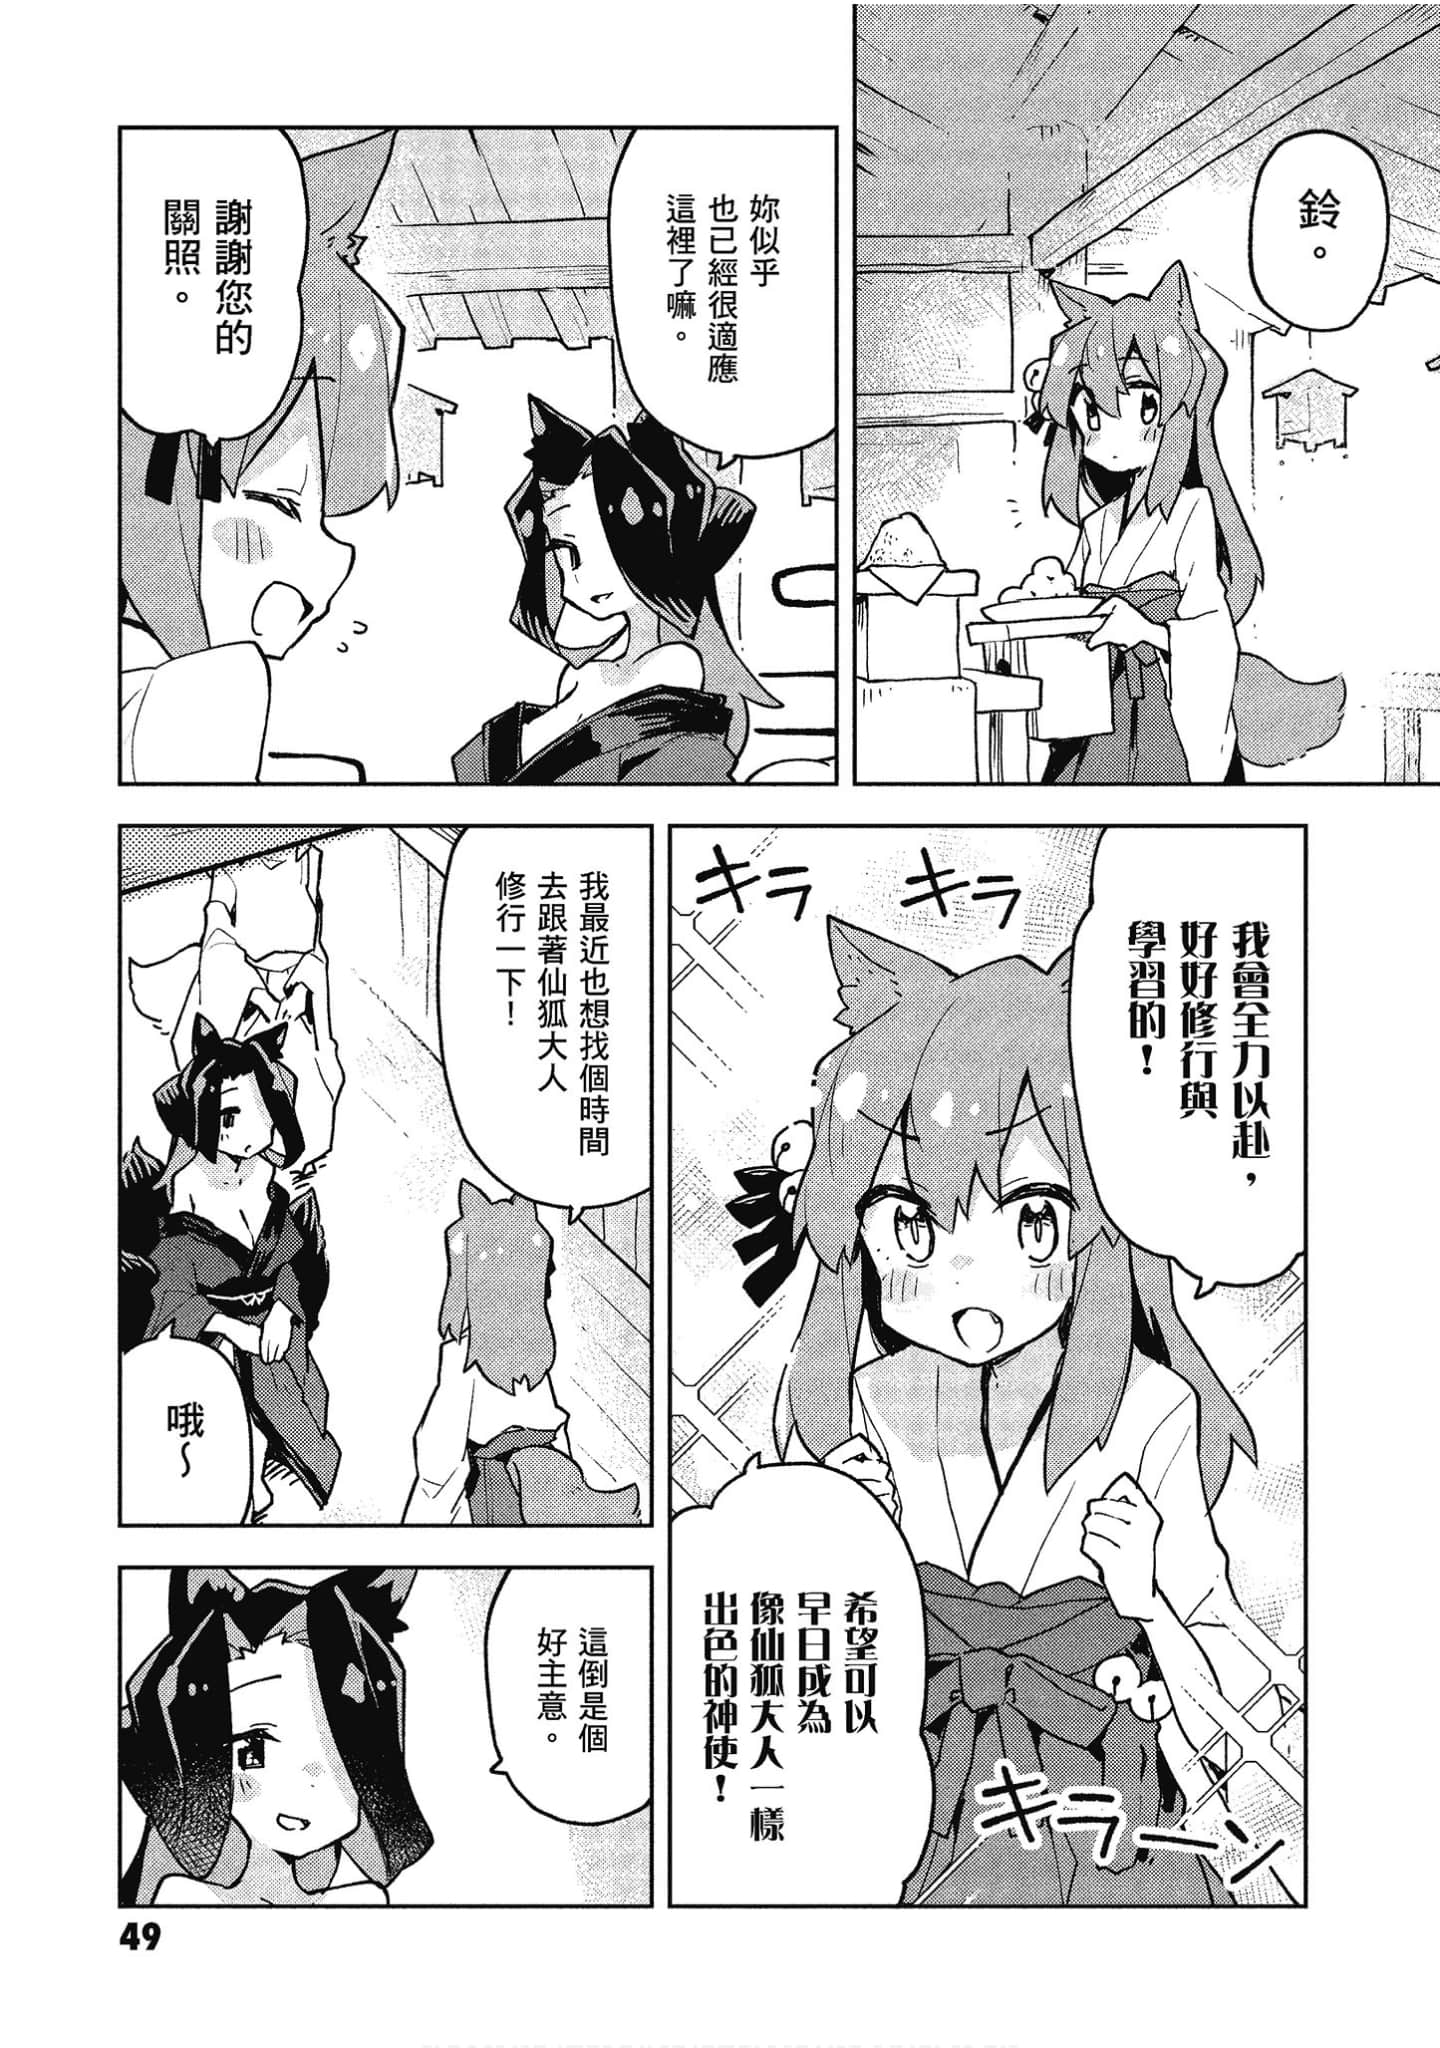 鈴。
妳似乎
也已經很適應
這裡了嘛。
謝謝您的
關照。
キラ
キラ
我會全力以赴，
好好修行與
學習的！
希望可以
早日成為
像仙狐大人一樣
出色的神使！
キラーン
我最近也想找個時間
去跟著仙狐大人
修行一下！
哦～
這倒是個
好主意。
49